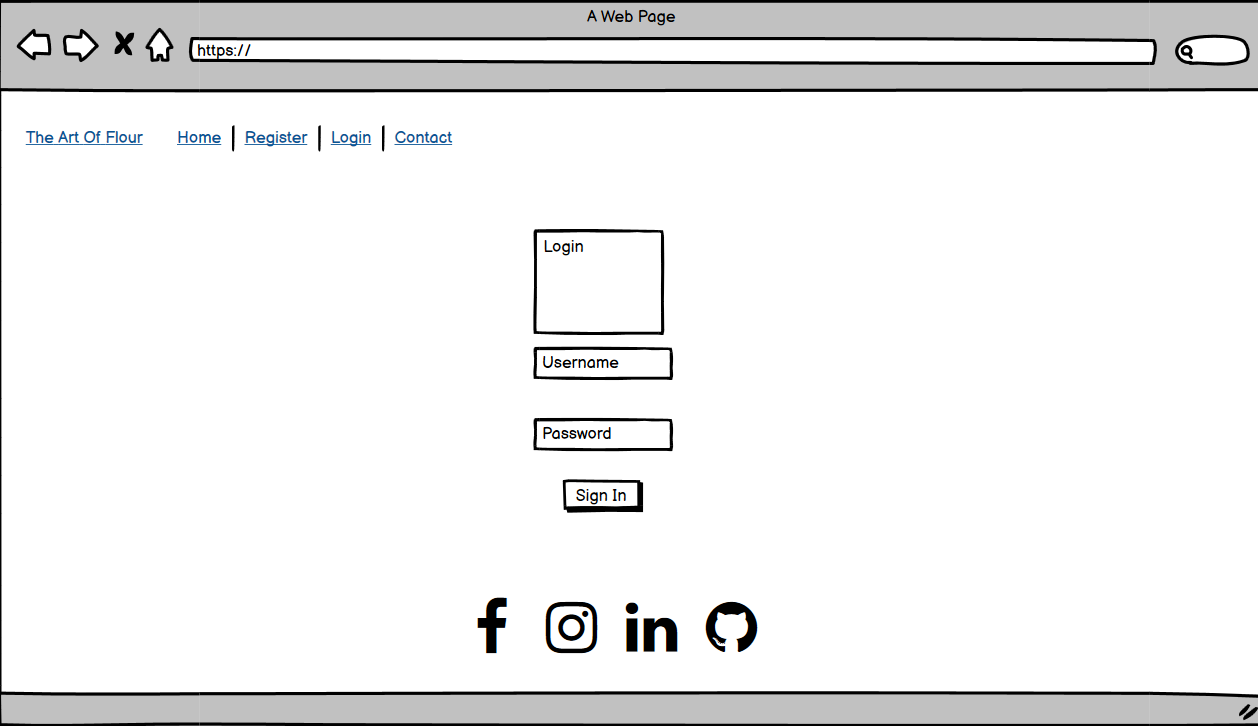 A Web Page
https://
The Art Of Flour Home Register Login Contact
Login
Username
Password
Sign In